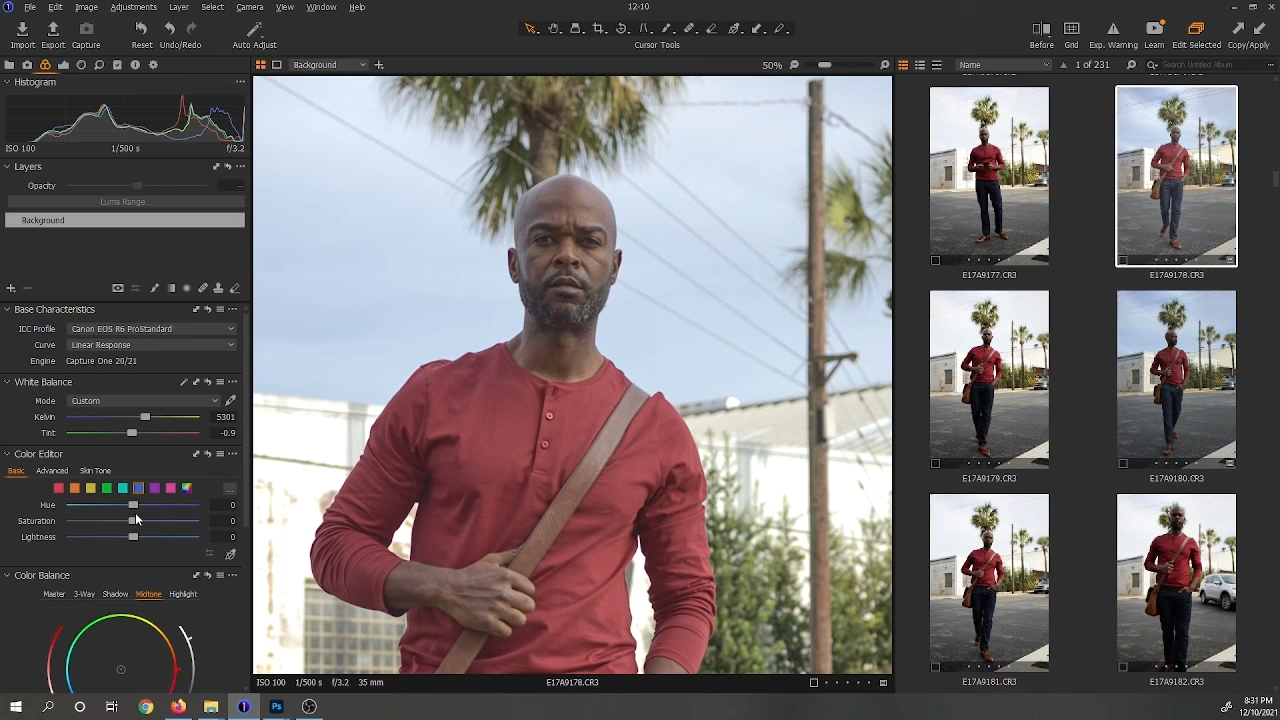 File Edit View Adjustments Layer Select Camera Image Window Help
12-10
Import Export Capture Reset Undo/Redo Auto Adjust
Cursor Tools
Before Grid Exp. Warning Learn Edit Selected Copy/Apply
Background
50%
Name
1 of 231
Search Untitled Album
Histogram
ISO 100 1/500 s f/3.2
Layers
Opacity
Luma Range...
Background
Base Characteristics
ICC Profile Canon EOS R6 ProStandard
Curve Linear Response
Engine Capture One 20/21
White Balance
Mode Custom
Kelvin 5301
Tint -0.9
Color Editor
Basic Advanced Skin Tone
Hue 0
Saturation 0
Lightness 0
Color Balance
Master 3-Way Shadow Midtone Highlight
ISO 100 1/500 s f/3.2 35 mm
E17A9178.CR3
E17A9177.CR3
E17A9178.CR3
E17A9179.CR3
E17A9180.CR3
E17A9181.CR3
E17A9182.CR3
Ps
8:31 PM
12/10/2021